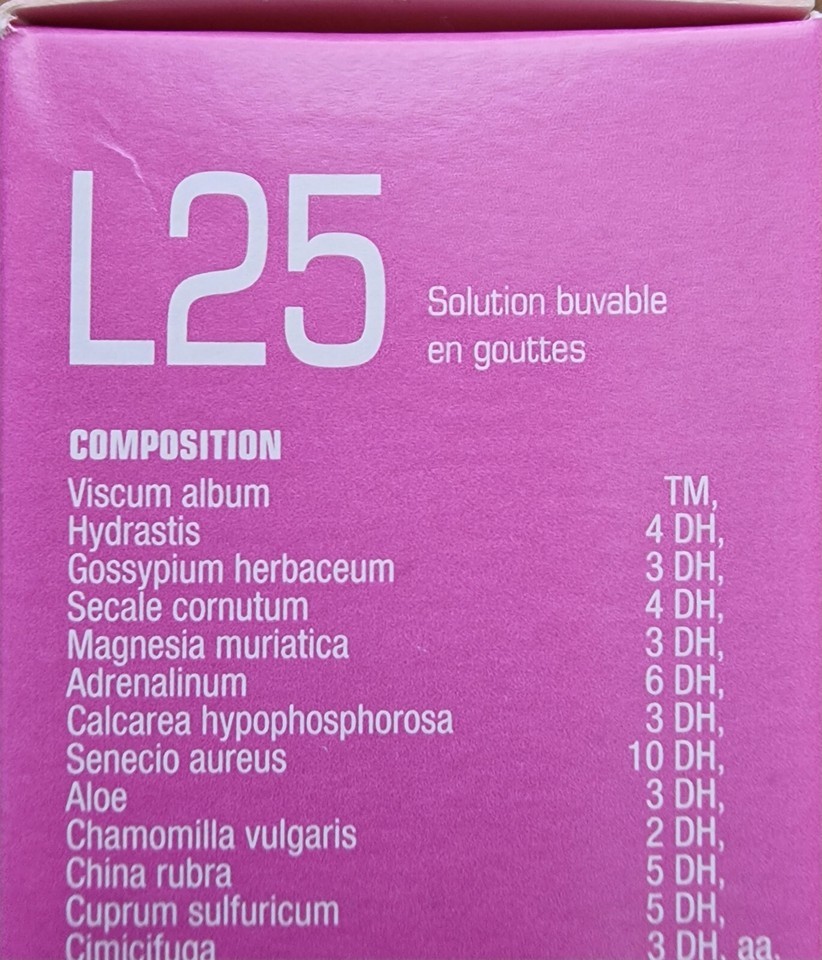 L25
Solution buvable
en gouttes
COMPOSITION
Viscum album TM,
Hydrastis 4 DH,
Gossypium herbaceum 3 DH,
Secale cornutum 4 DH,
Magnesia muriatica 3 DH,
Adrenalinum 6 DH,
Calcarea hypophosphorosa 3 DH,
Senecio aureus 10 DH,
Aloe 3 DH,
Chamomilla vulgaris 2 DH,
China rubra 5 DH,
Cuprum sulfuricum 5 DH,
Cimicifuga 3 DH, aa,